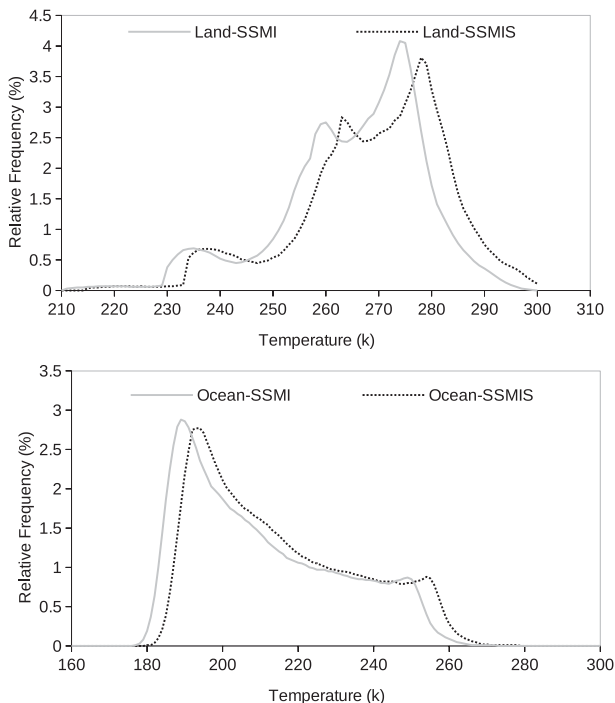 4.5
Land-SSMI Land-SSMIS
4
3.5
3
2.5
2
1.5
1
0.5
0
Relative Frequency (%)
210 220 230 240 250 260 270 280 290 300 310
Temperature (k)
3.5
Ocean-SSMI Ocean-SSMIS
3
2.5
2
1.5
1
0.5
0
Relative Frequency (%)
160 180 200 220 240 260 280 300
Temperature (k)